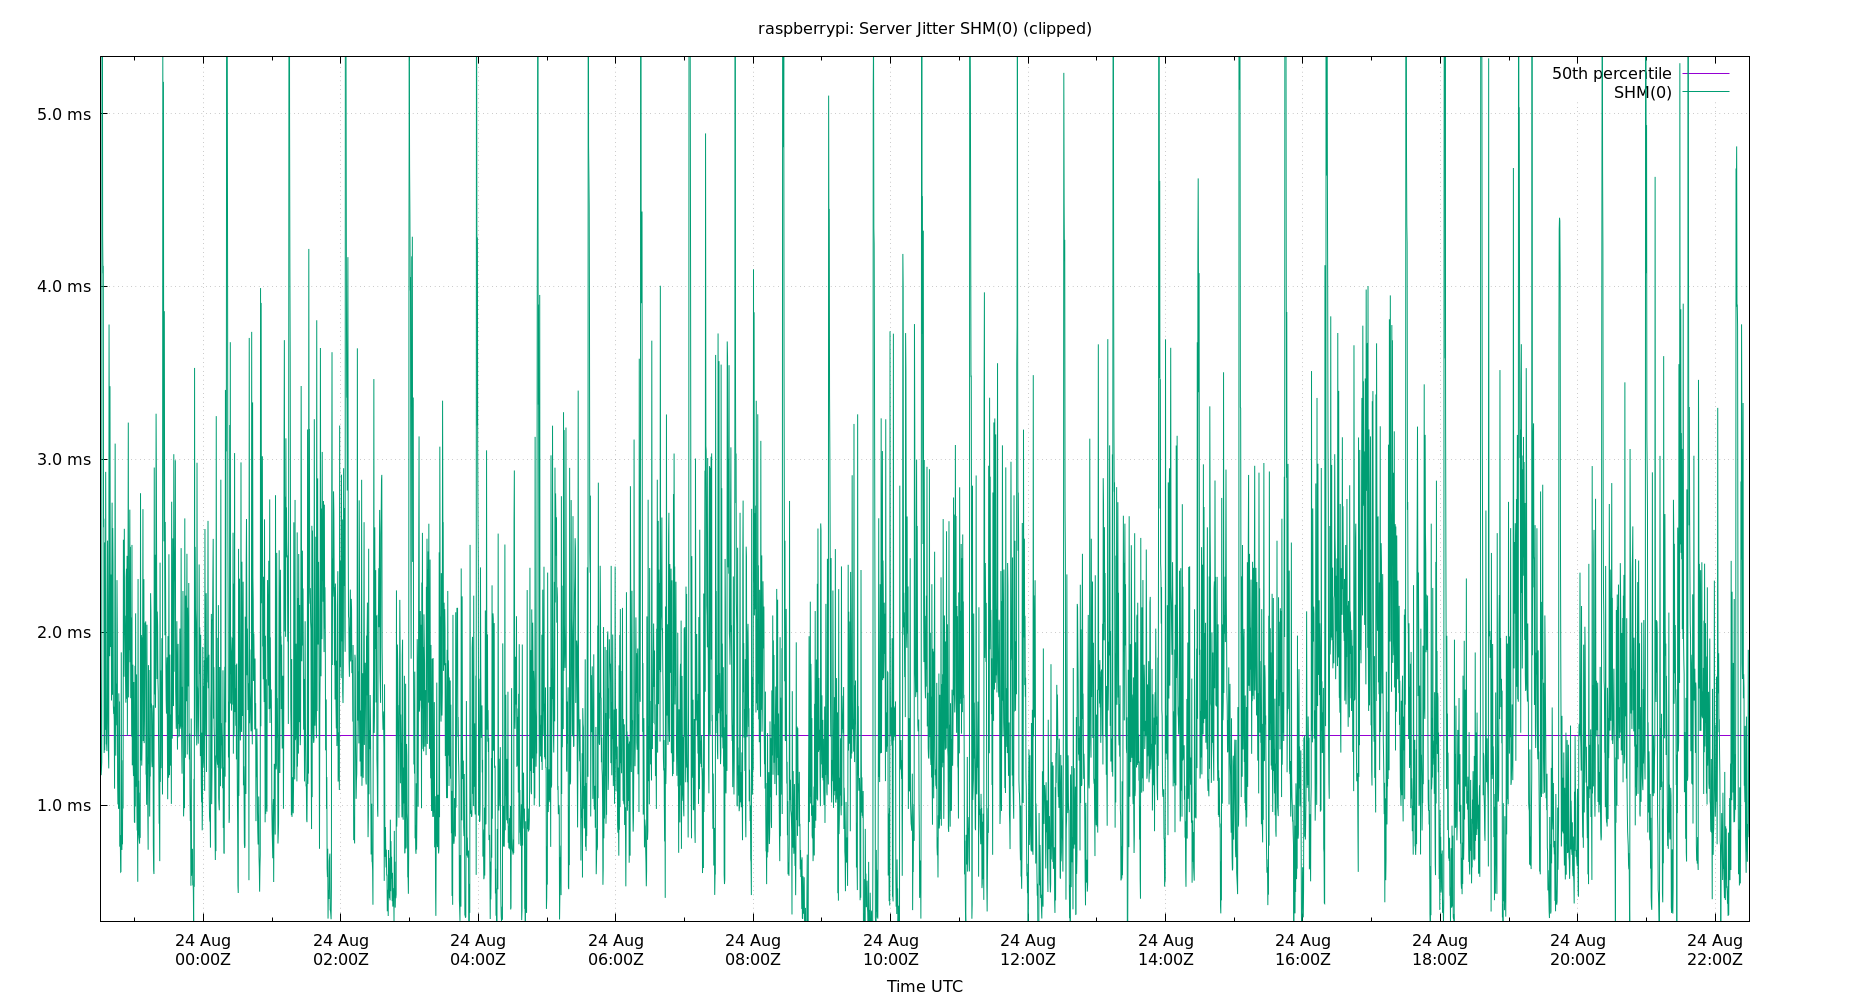 raspberrypi: Server Jitter SHM(0) (clipped)
50th percentile
SHM(0)
5.0 ms
4.0 ms
3.0 ms
2.0 ms
1.0 ms
24 Aug 24 Aug 24 Aug 24 Aug 24 Aug 24 Aug 24 Aug 24 Aug 24 Aug 24 Aug 24 Aug 24 Aug
00:00Z 02:00Z 04:00Z 06:00Z 08:00Z 10:00Z 12:00Z 14:00Z 16:00Z 18:00Z 20:00Z 22:00Z
Time UTC